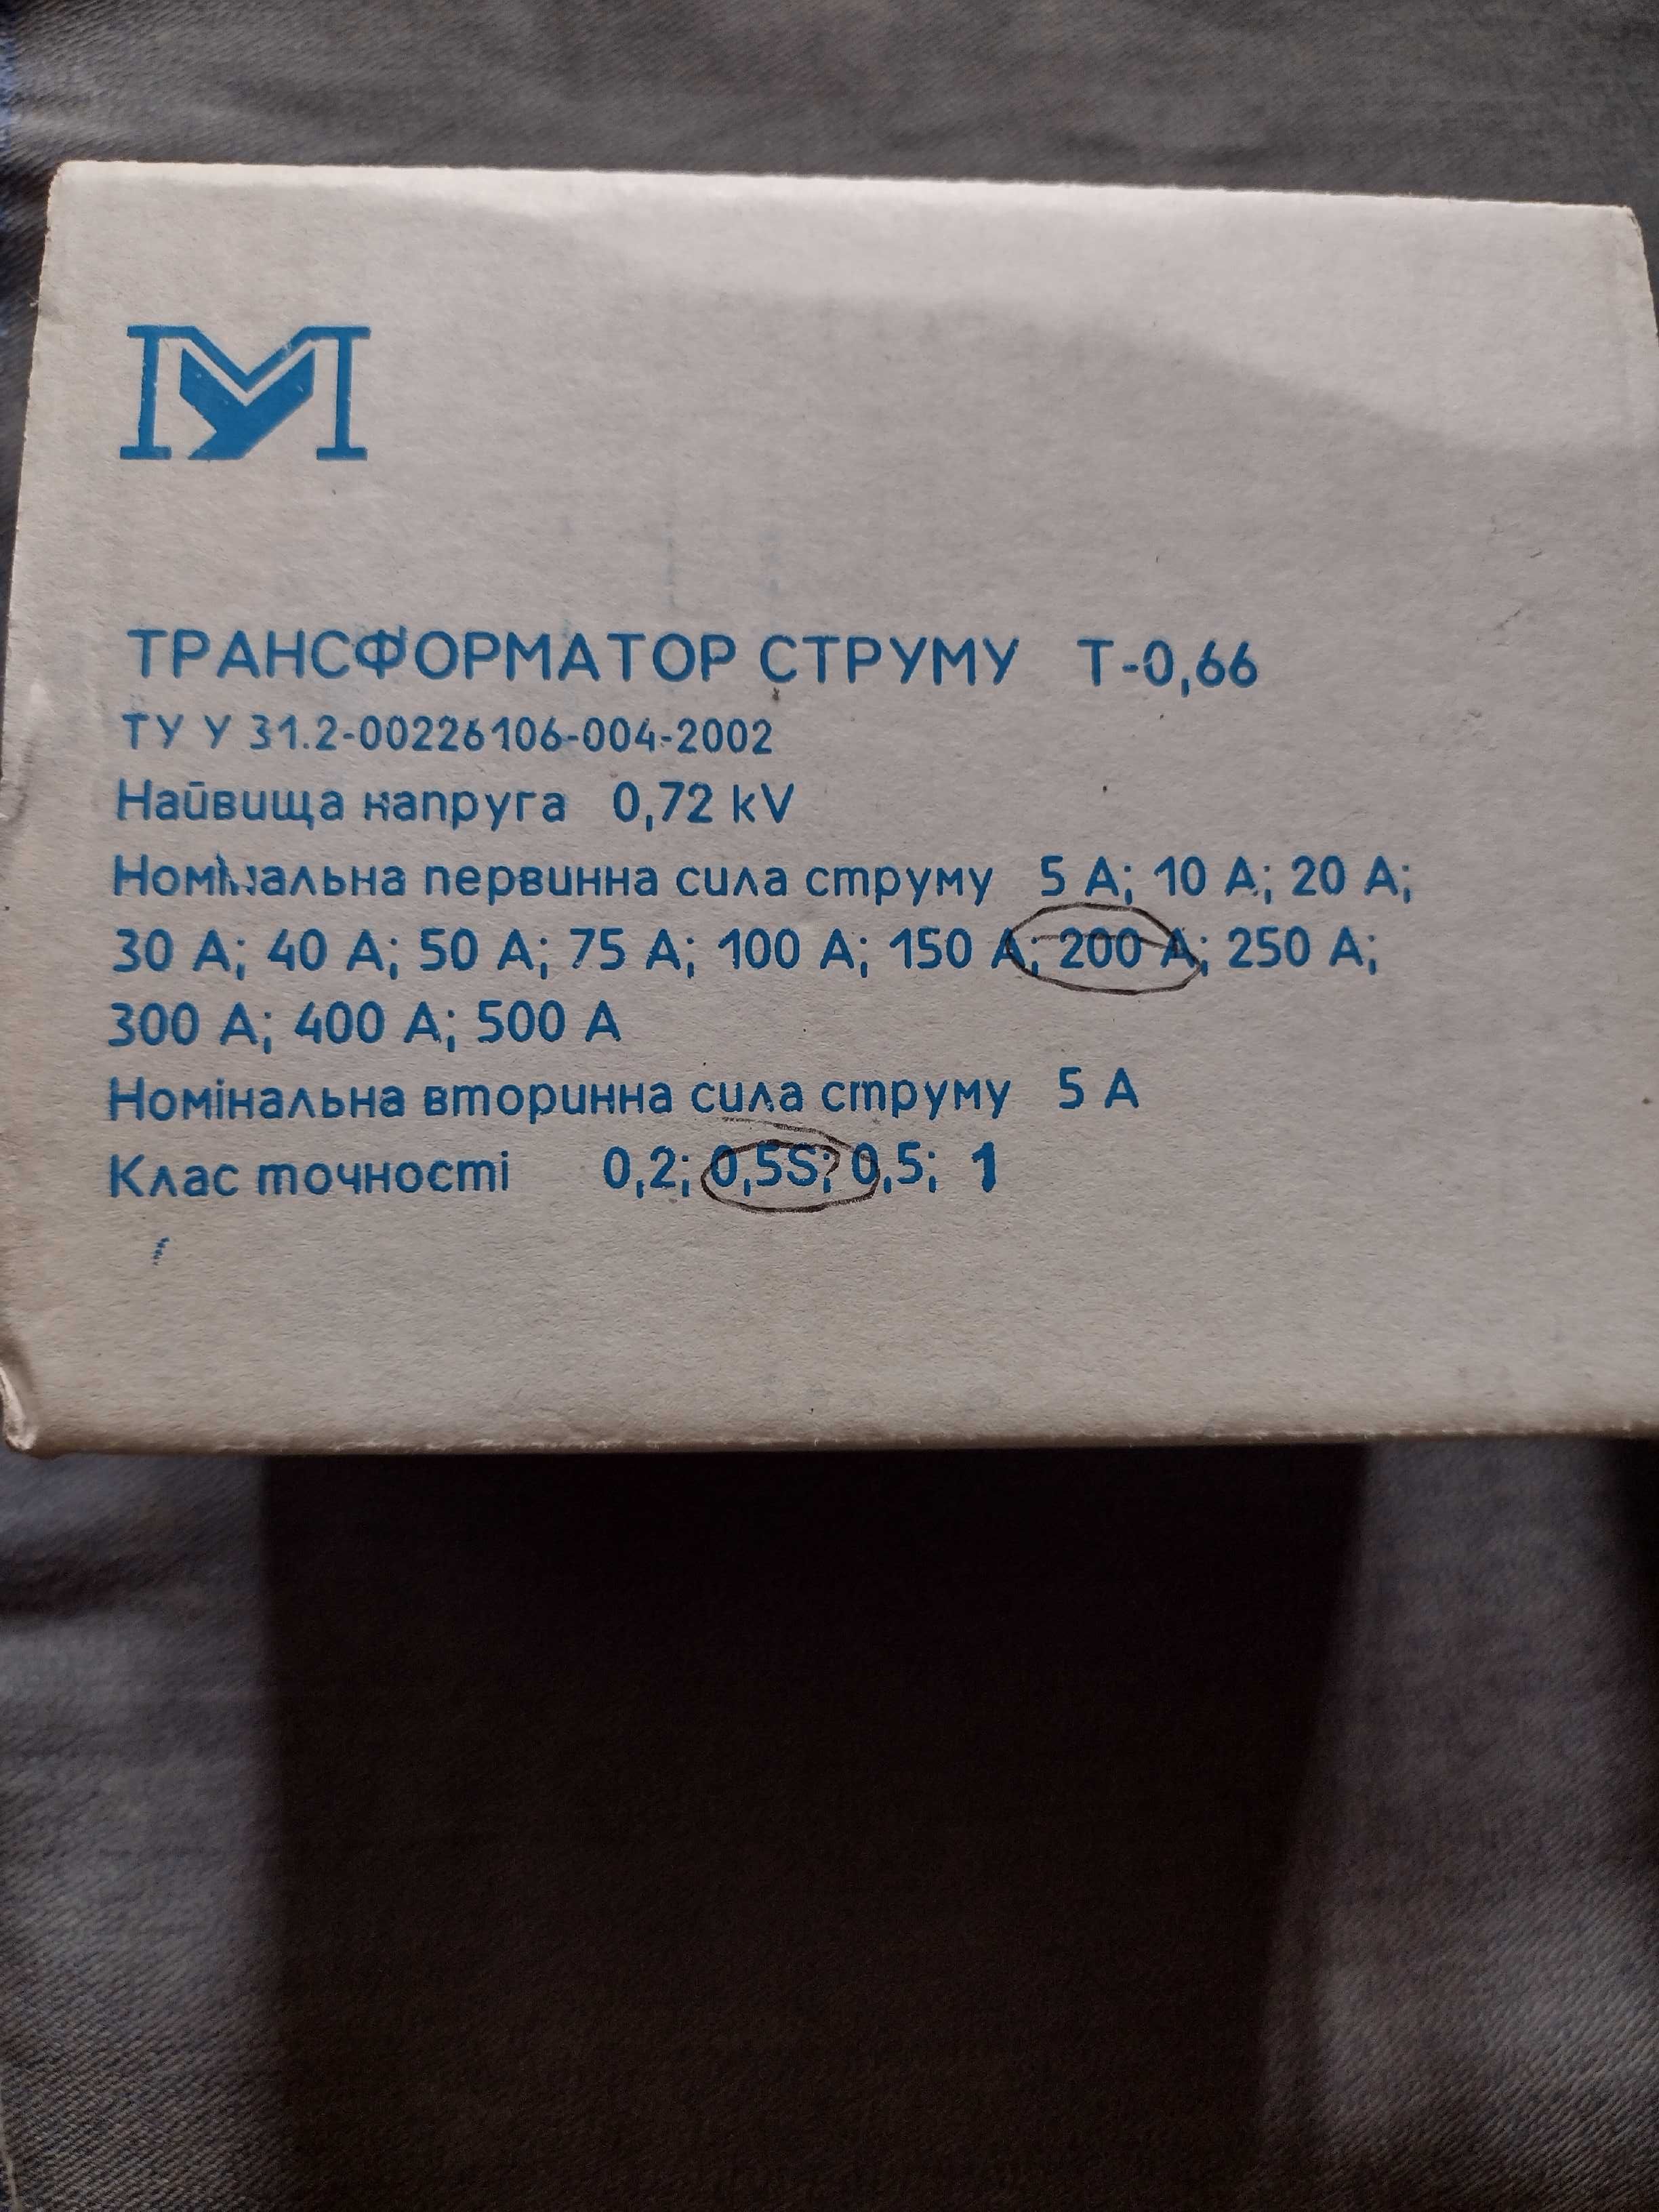 ТРАНСФОРМАТОР СТРУМУ Т-0,66
ТУ У 31.2-00226106-004-2002
Найвища напруга 0,72 kV
Номінальна первинна сила струму 5 А; 10 А; 20 А;
30 А; 40 А; 50 А; 75 А; 100 А; 150 А; 200 А; 250 А;
300 А; 400 А; 500 А
Номінальна вторинна сила струму 5 А
Клас точності 0,2; 0,5S; 0,5; 1